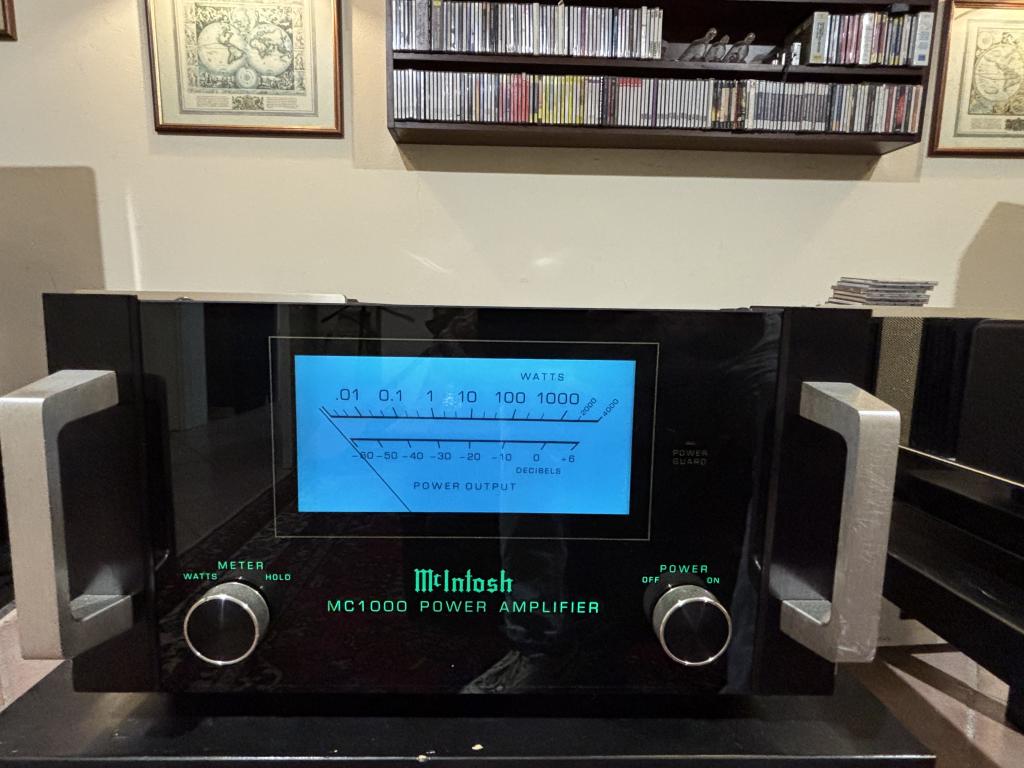 WATTS
.01 0.1 1 10 100 1000 2000 4000
-60 -50 -40 -30 -20 -10 0 +6
DECIBELS
POWER OUTPUT
POWER
GUARD
METER
WATTS HOLD
McIntosh
MC1000 POWER AMPLIFIER
POWER
OFF ON